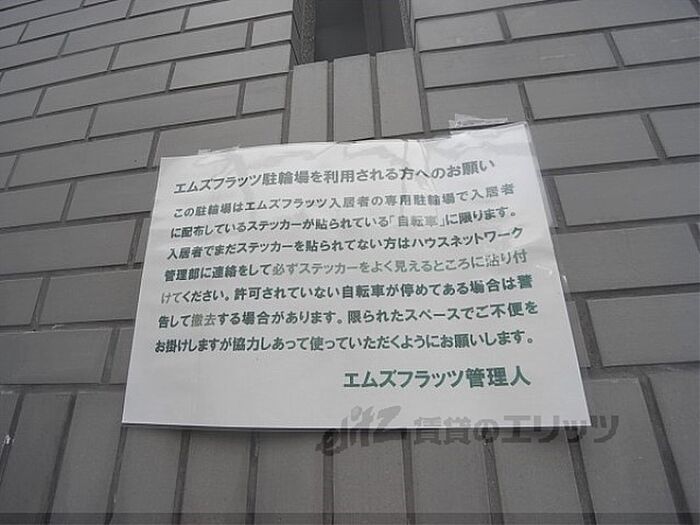 エムズフラッツ駐輪場を利用される方へのお願い
この駐輪場はエムズフラッツ入居者の専用駐輪場で入居者
に配布しているステッカーが貼られている「自転車」に限ります。
入居者でまだステッカーを貼られてない方はハウスネットワーク
管理部に連絡をして必ずステッカーをよく見えるところに貼り付
けてください。許可されていない自転車が停めてある場合は警
告して撤去する場合があります。限られたスペースでご不便を
お掛けしますが協力しあって使っていただくようにお願いします。
エムズフラッツ管理人
elitz 賃貸のエリッツ